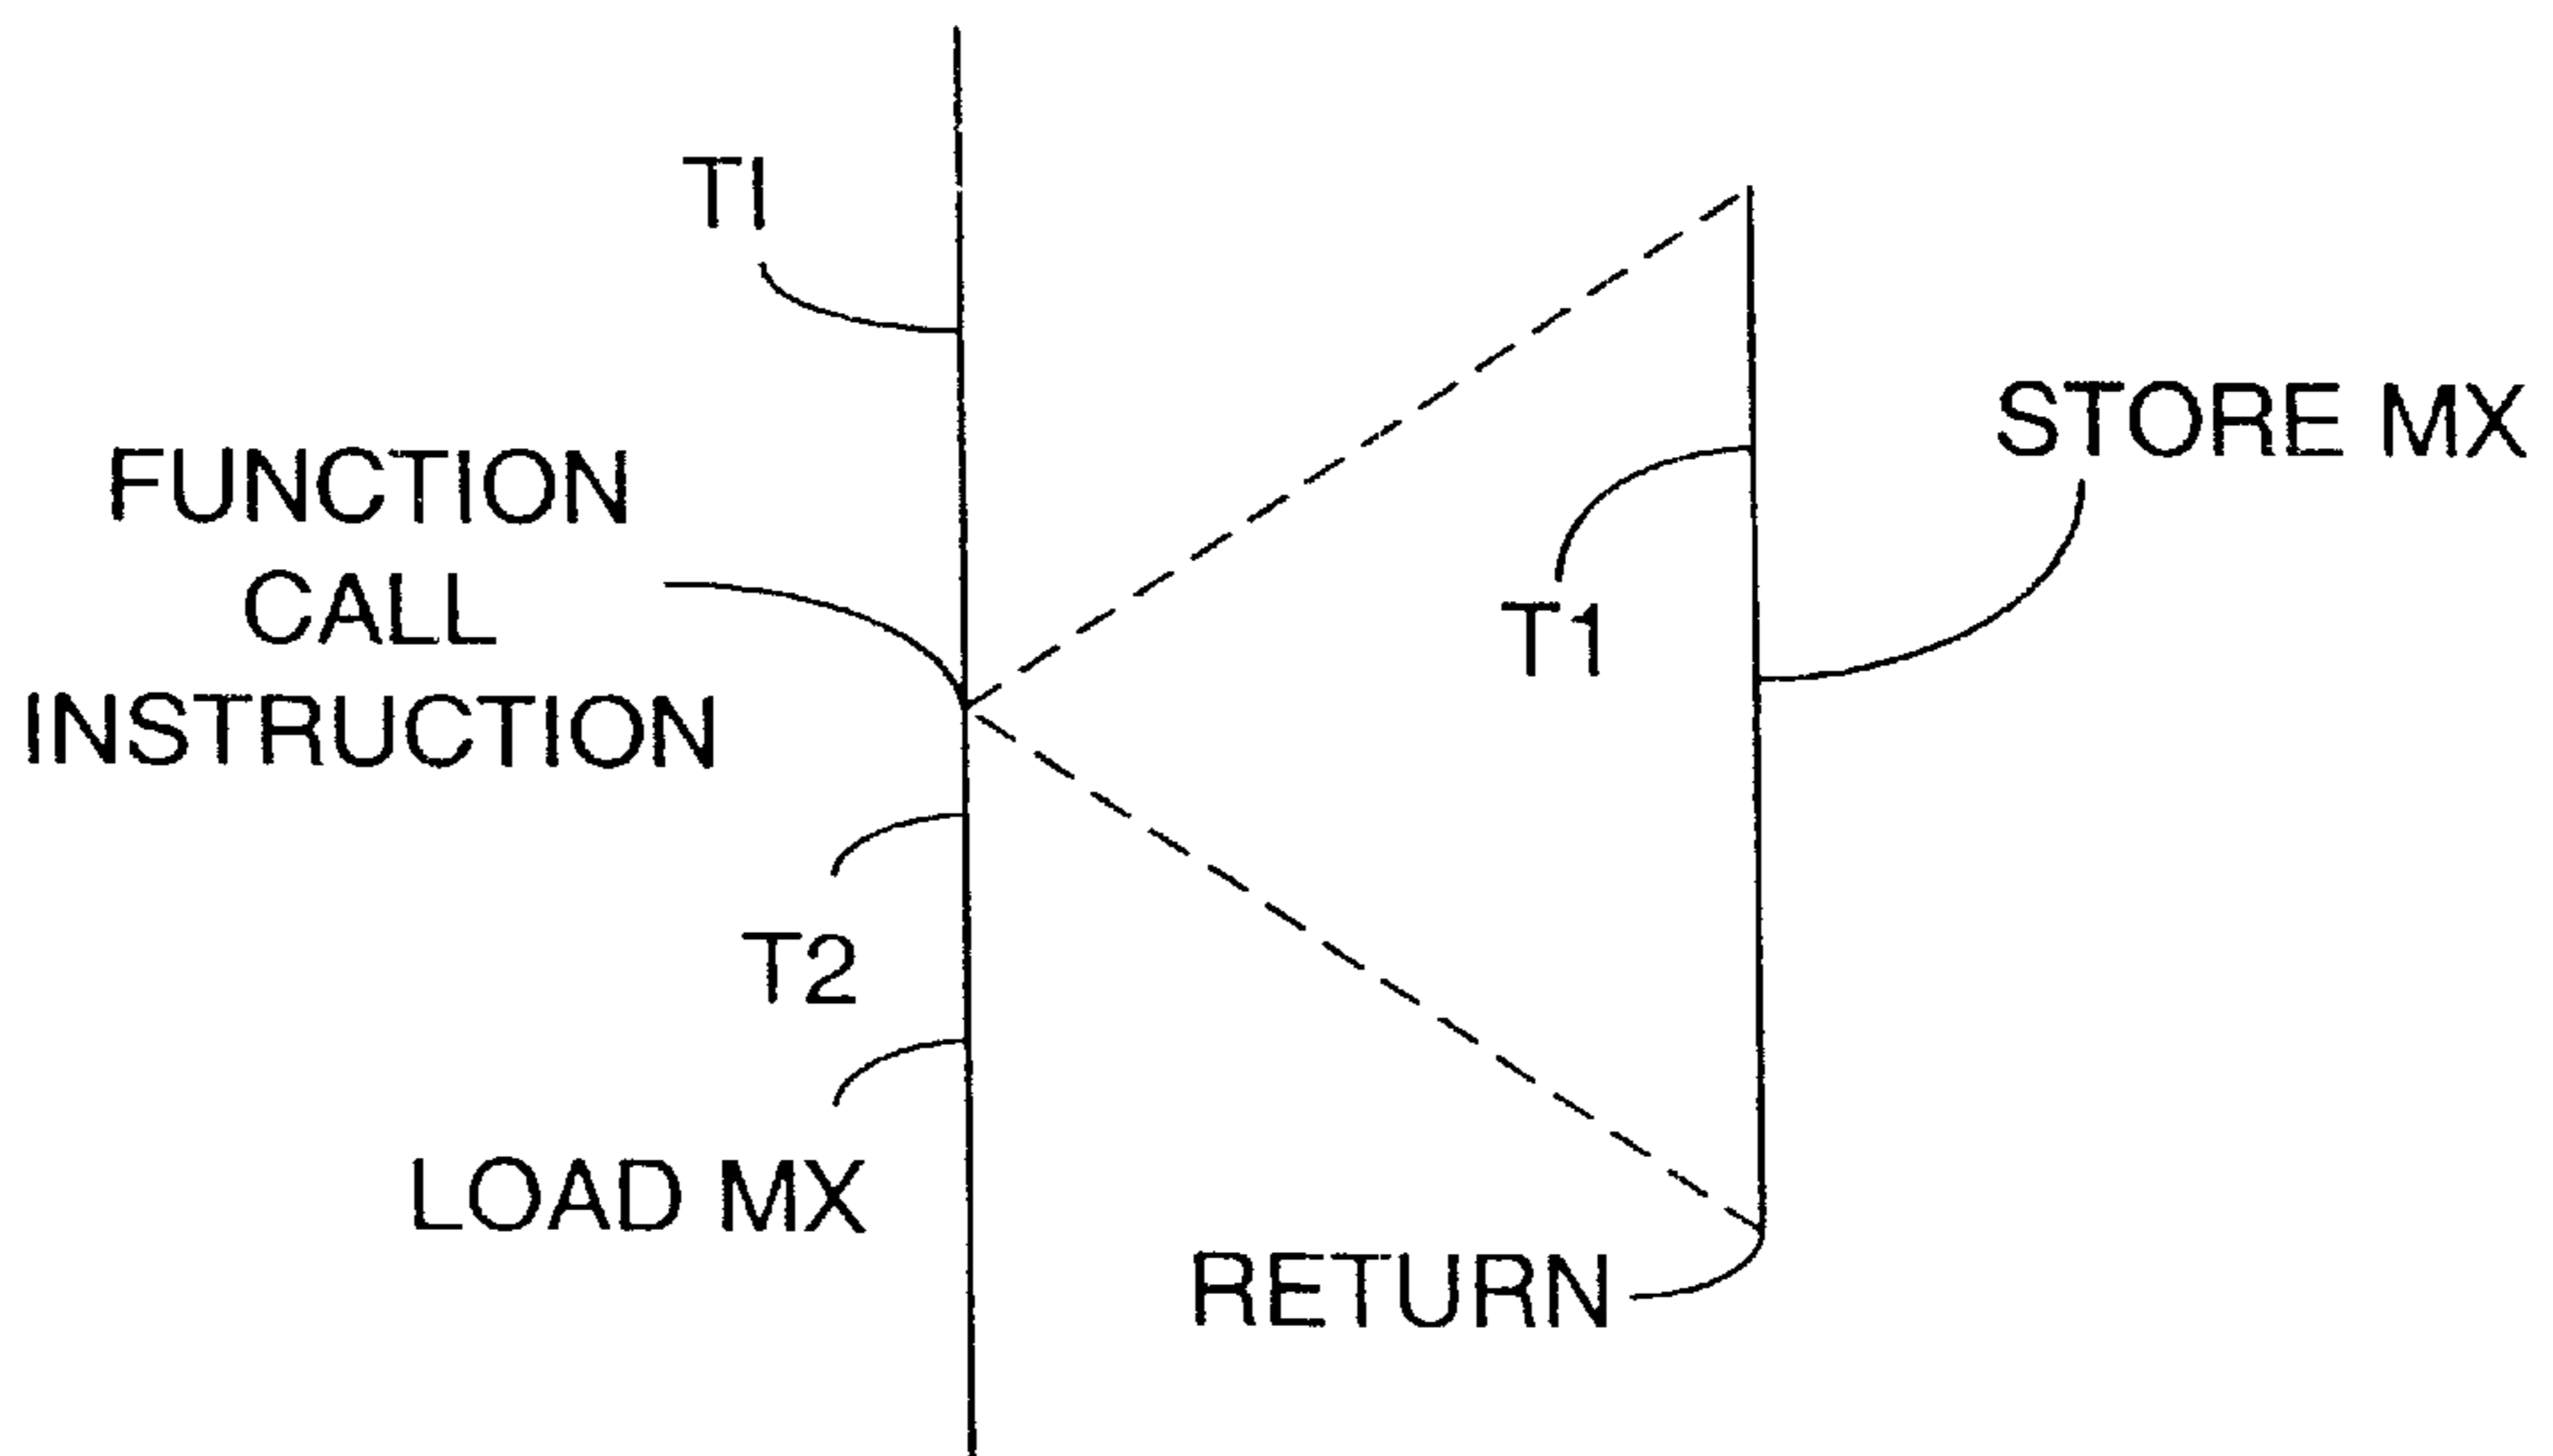 TI
FUNCTION
CALL
INSTRUCTION
T2
LOAD MX
T1
STORE MX
RETURN